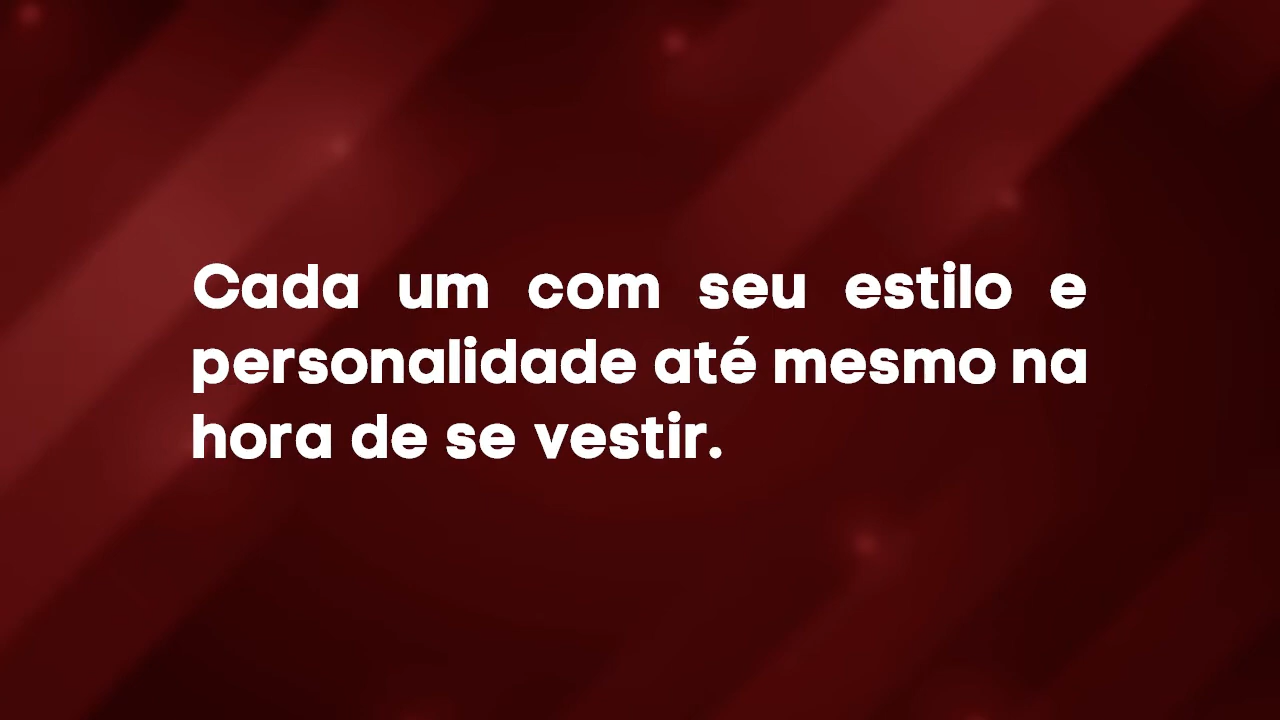 Cada um com seu estilo e
personalidade até mesmo na
hora de se vestir.